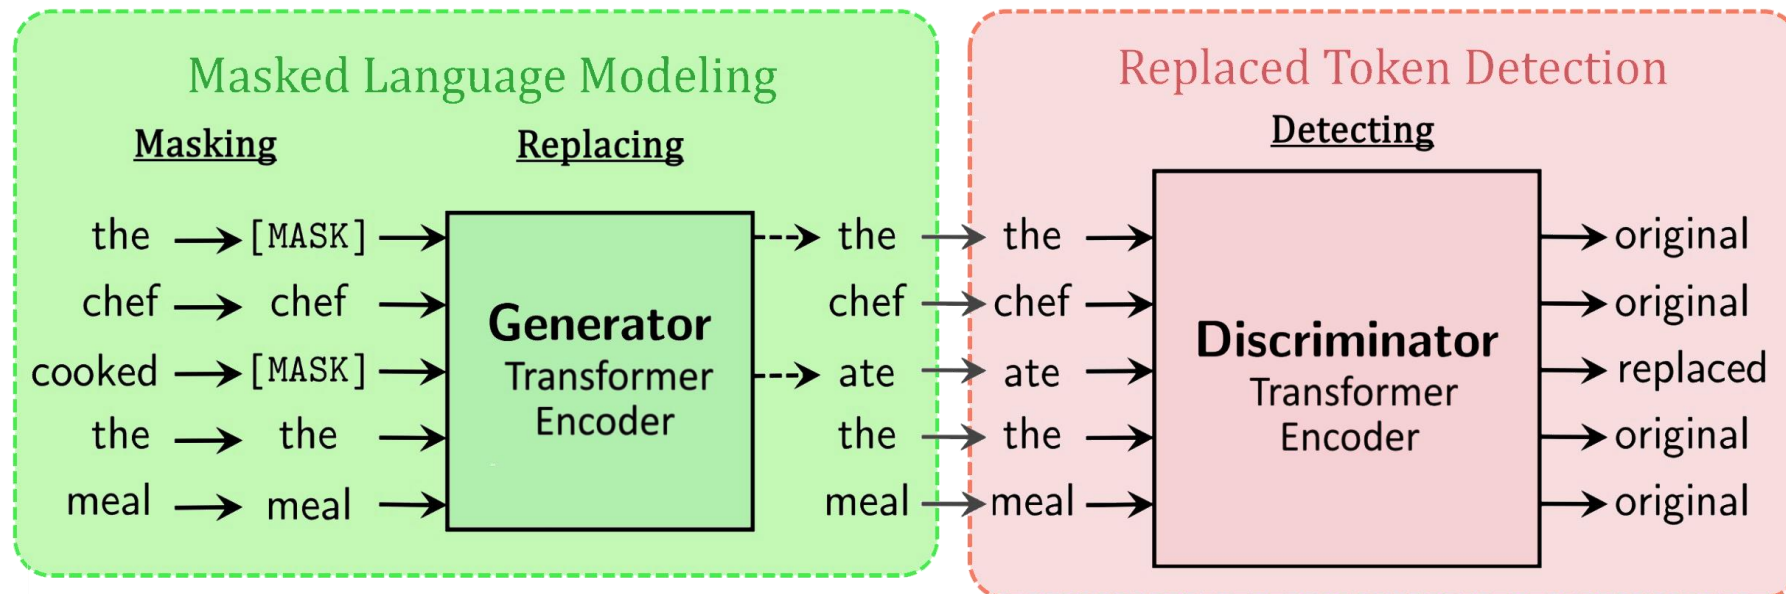 Masked Language Modeling
Replaced Token Detection
Masking
Replacing
Detecting
the [MASK] the the original
chef chef chef chef original
cooked [MASK] ate ate replaced
the the the the original
meal meal meal meal original
Generator
Transformer
Encoder
Discriminator
Transformer
Encoder